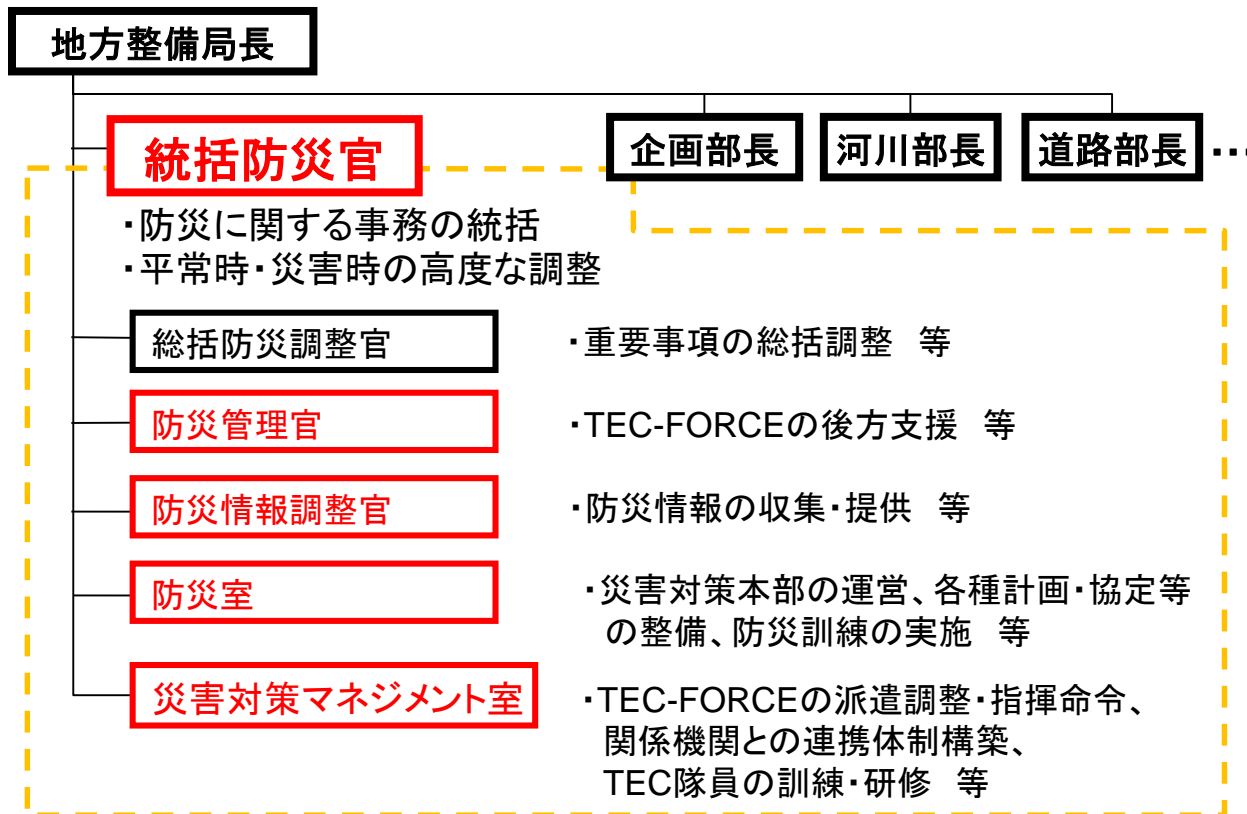 地方整備局長
統括防災官
企画部長
河川部長
道路部長
…
・防災に関する事務の統括
・平常時・災害時の高度な調整
総括防災調整官
・重要事項の総括調整　等
防災管理官
・TEC-FORCEの後方支援　等
防災情報調整官
・防災情報の収集・提供　等
防災室
・災害対策本部の運営、各種計画・協定等
の整備、防災訓練の実施　等
災害対策マネジメント室
・TEC-FORCEの派遣調整・指揮命令、
関係機関との連携体制構築、
TEC隊員の訓練・研修　等